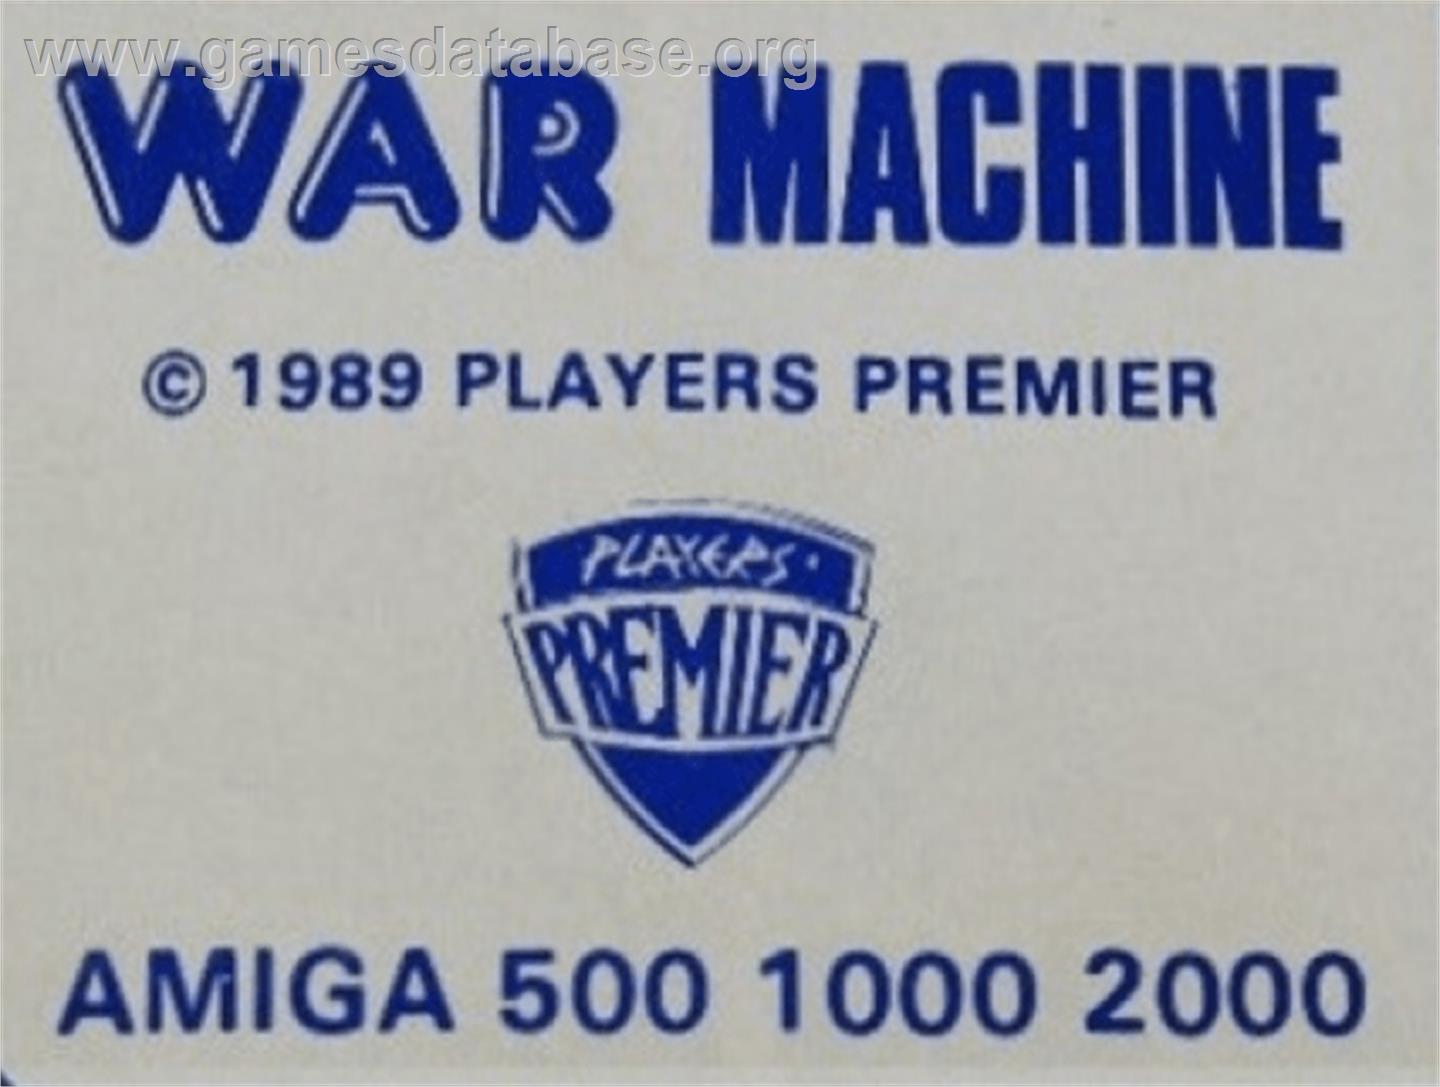 www.gamesdatabase.org
WAR MACHINE
© 1989 PLAYERS PREMIER
PLAYERS
PREMIER
AMIGA 500 1000 2000